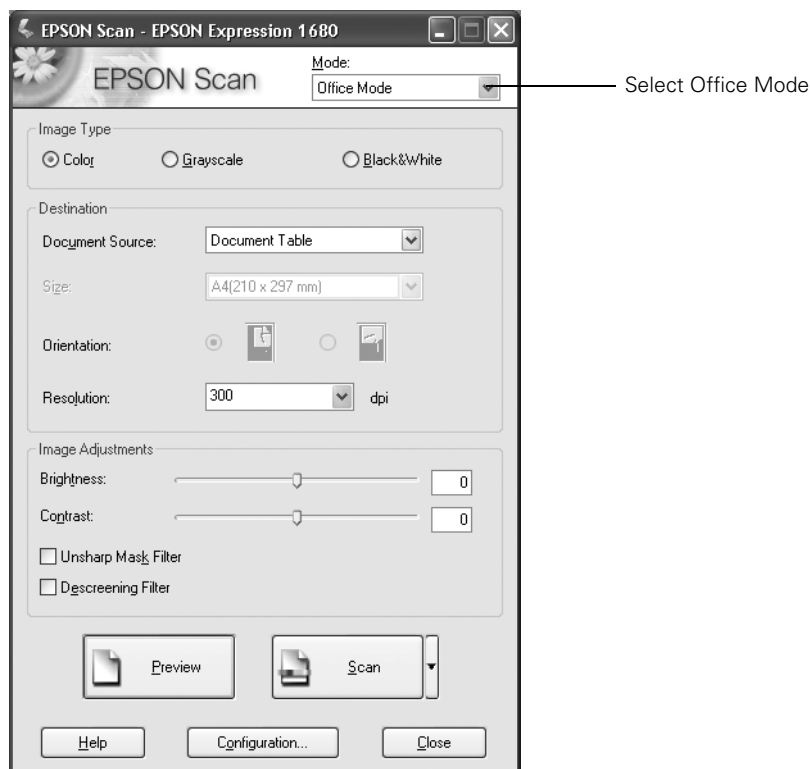 EPSON Scan - EPSON Expression 1680
EPSON Scan
Mode:
Office Mode
Select Office Mode
Image Type
Color
Grayscale
Black&White
Destination
Document Source:
Document Table
Size:
A4(210 x 297 mm)
Orientation:
Resolution:
300
dpi
Image Adjustments
Brightness:
0
Contrast:
0
Unsharp Mask Filter
Descreening Filter
Preview
Scan
Help
Configuration...
Close